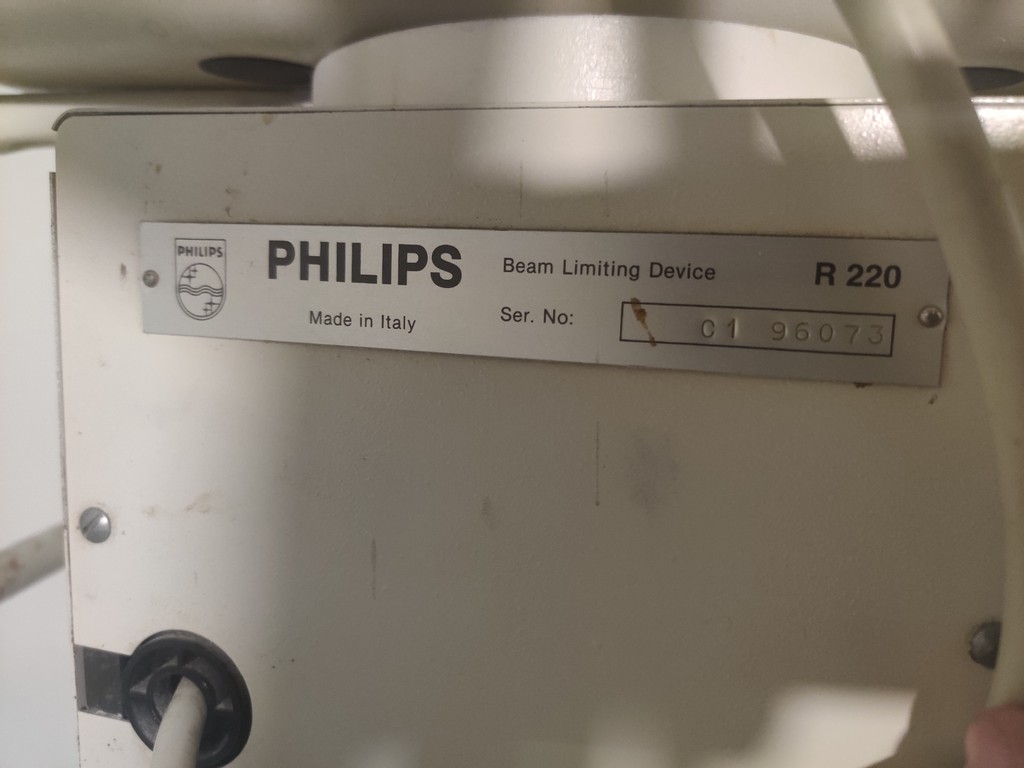 PHILIPS
PHILIPS Beam Limiting Device R 220
Made in Italy Ser. No: C1 96073